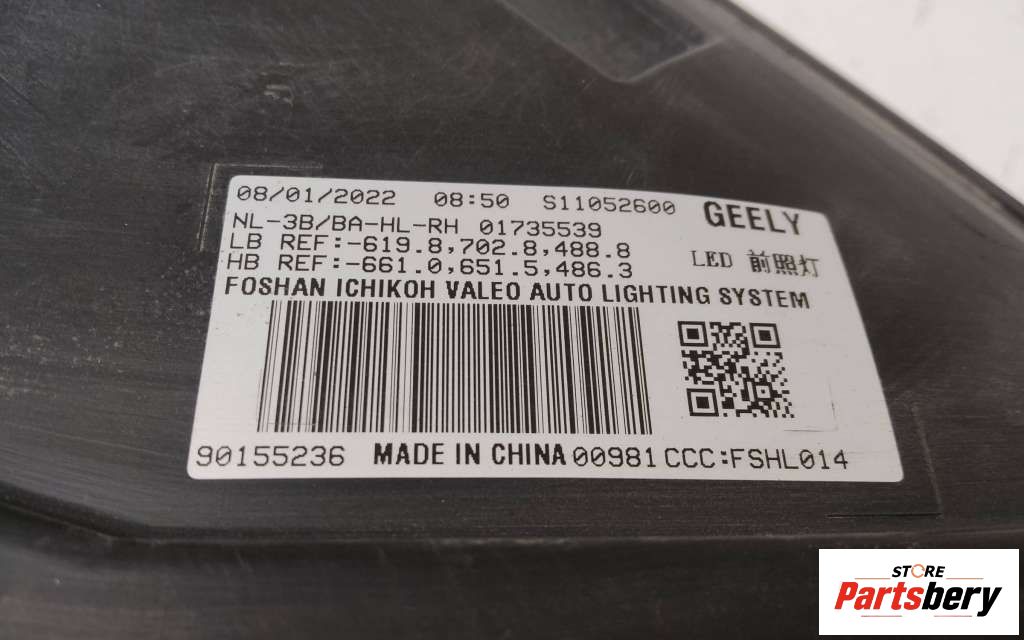 08/01/2022 08:50 S11052600 GEELY
NL-3B/BA-HL-RH 01735539
LB REF:-619.8,702.8,488.8 LED 前照灯
HB REF:-661.0,651.5,486.3
FOSHAN ICHIKOH VALEO AUTO LIGHTING SYSTEM
90155236 MADE IN CHINA 00981 CCC:FSHL014
STORE
Partsbery